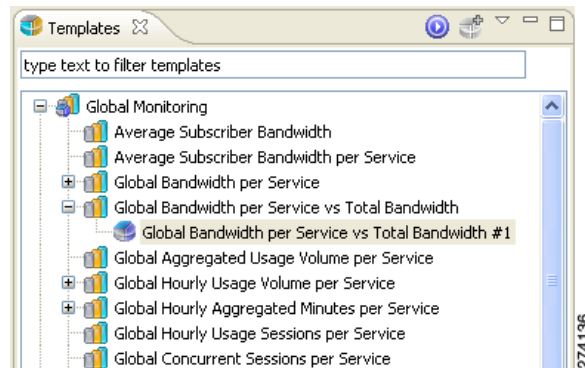 Templates
type text to filter templates
Global Monitoring
Average Subscriber Bandwidth
Average Subscriber Bandwidth per Service
Global Bandwidth per Service
Global Bandwidth per Service vs Total Bandwidth
Global Bandwidth per Service vs Total Bandwidth #1
Global Aggregated Usage Volume per Service
Global Hourly Usage Volume per Service
Global Hourly Aggregated Minutes per Service
Global Hourly Usage Sessions per Service
Global Concurrent Sessions per Service
274136